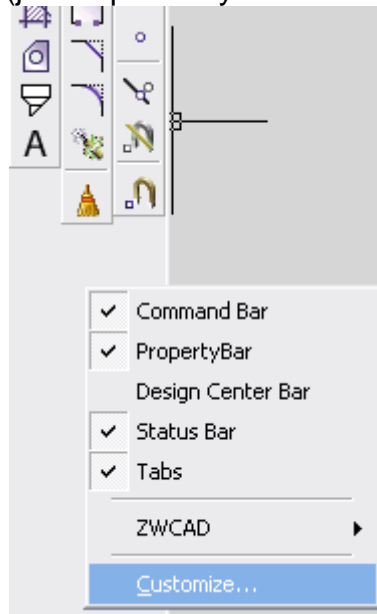 A
Command Bar
PropertyBar
Design Center Bar
Status Bar
Tabs
ZWCAD
Customize...